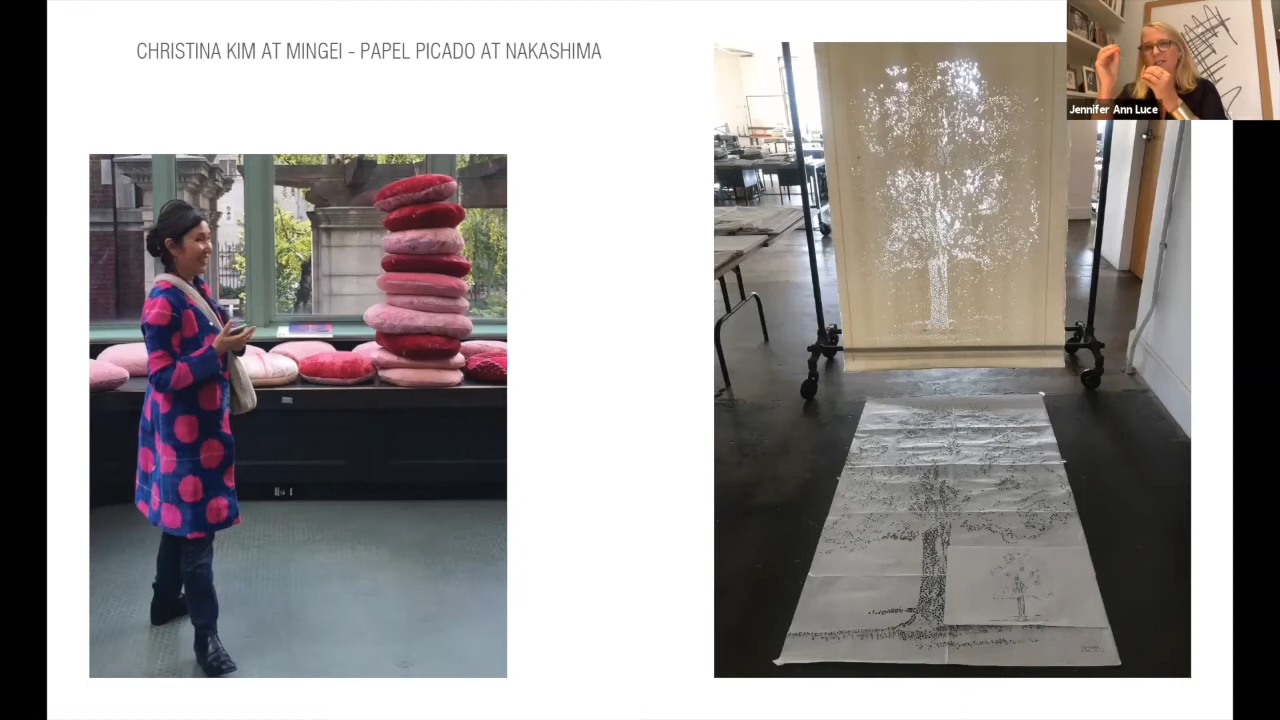 CHRISTINA KIM AT MINGEI - PAPEL PICADO AT NAKASHIMA
Jennifer Ann Luce